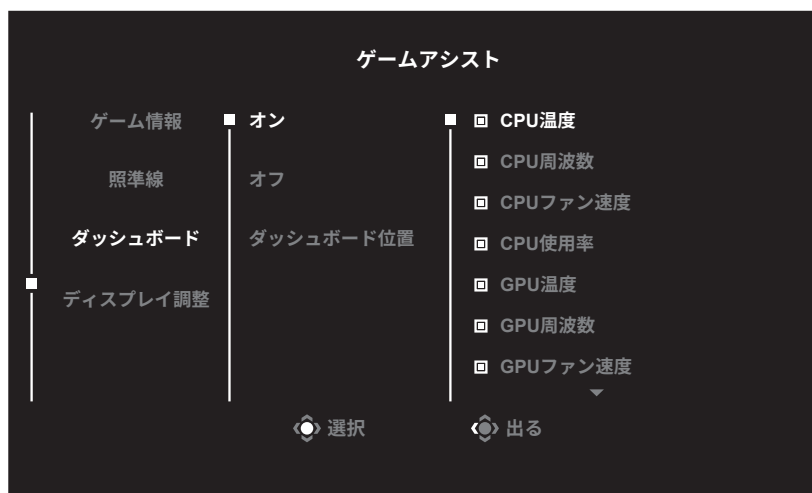 ゲームアシスト
ゲーム情報
照準線
ダッシュボード
ディスプレイ調整
オン
オフ
ダッシュボード位置
CPU温度
CPU周波数
CPUファン速度
CPU使用率
GPU温度
GPU周波数
GPUファン速度
選択
出る